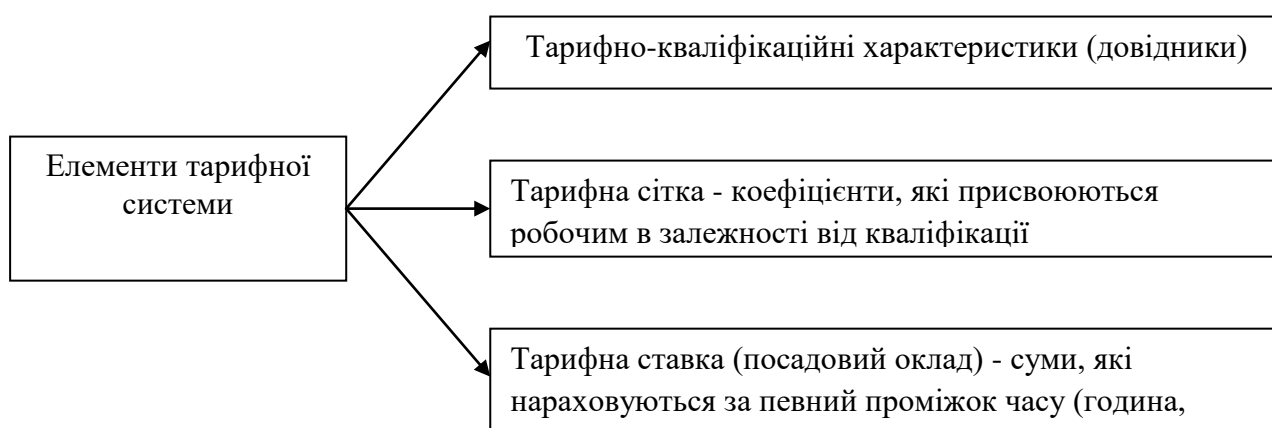 Тарифно-кваліфікаційні характеристики (довідники)
Елементи тарифної
системи
Тарифна сітка - коефіцієнти, які присвоюються
робочим в залежності від кваліфікації
Тарифна ставка (посадовий оклад) - суми, які
нараховуються за певний проміжок часу (година,